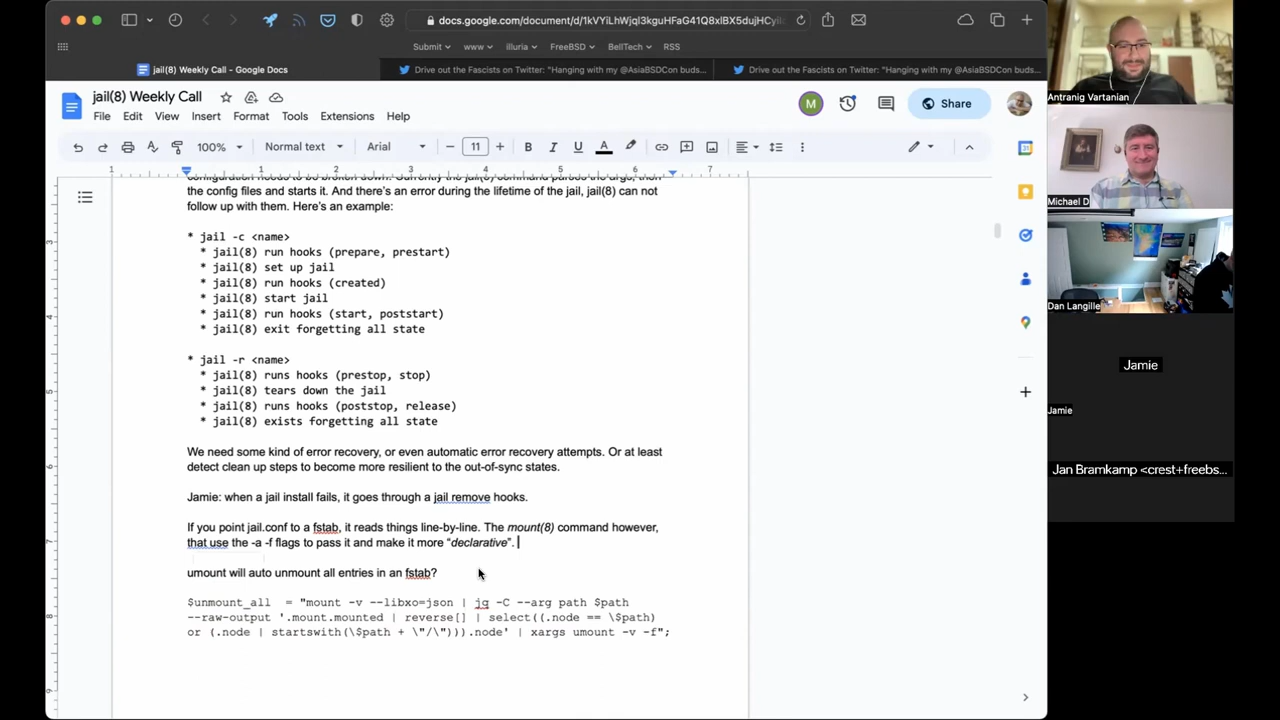 docs.google.com/document/d/1kVYiLhWjql3kguHFaG41Q8xlBX5dujHCyil
Submit www illuria FreeBSD BellTech RSS
jail(8) Weekly Call - Google Docs
Drive out the Fascists on Twitter: "Hanging with my @AsiaBSDCon buds...
Drive out the Fascists on Twitter: "Hanging with my @AsiaBSDCon buds...
jail(8) Weekly Call
M
Share
File Edit View Insert Format Tools Extensions Help
100% Normal text Arial 11 B I U A
1 1 2 3 4 5 6 7
the config files and starts it. And there's an error during the lifetime of the jail, jail(8) can not
follow up with them. Here's an example:
* jail -c <name>
* jail(8) run hooks (prepare, prestart)
* jail(8) set up jail
* jail(8) run hooks (created)
* jail(8) start jail
* jail(8) run hooks (start, poststart)
* jail(8) exit forgetting all state
* jail -r <name>
* jail(8) runs hooks (prestop, stop)
* jail(8) tears down the jail
* jail(8) runs hooks (poststop, release)
* jail(8) exists forgetting all state
We need some kind of error recovery, or even automatic error recovery attempts. Or at least
detect clean up steps to become more resilient to the out-of-sync states.
Jamie: when a jail install fails, it goes through a jail remove hooks.
If you point jail.conf to a fstab, it reads things line-by-line. The mount(8) command however,
that use the -a -f flags to pass it and make it more "declarative".
umount will auto unmount all entries in an fstab?
$unmount_all = "mount -v --libxo=json | jq -C --arg path $path
--raw-output '.mount.mounted | reverse[] | select((.node == \$path)
or (.node | startswith(\$path + \"/\"))).node' | xargs umount -v -f";
Antranig Vartanian
Michael D
Dan Langille
Jamie
Jamie
Jan Bramkamp <crest+freebs...